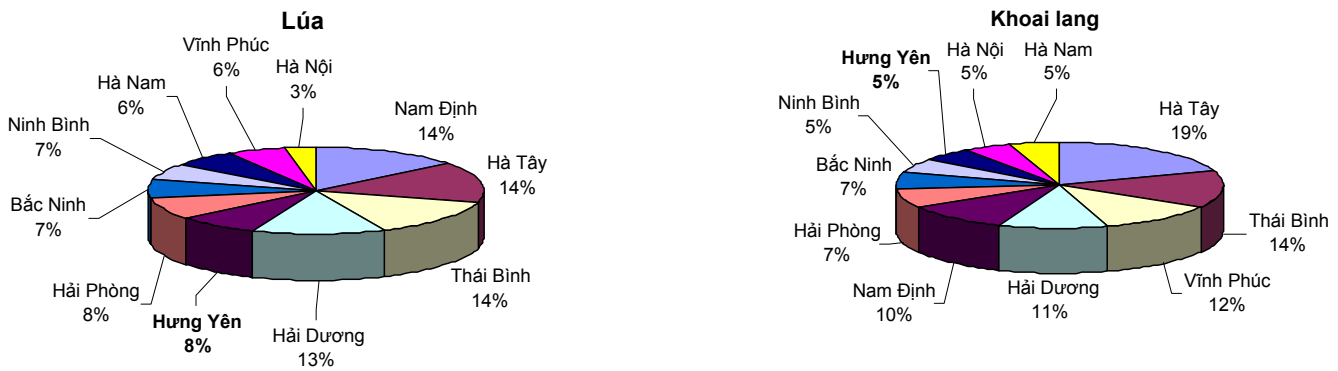 Lúa
Vĩnh Phúc
6%
Hà Nội
3%
Hà Nam
6%
Nam Định
14%
Ninh Bình
7%
Hà Tây
14%
Bắc Ninh
7%
Thái Bình
14%
Hải Phòng
8%
Hưng Yên
8%
Hải Dương
13%
Khoai lang
Hưng Yên
5%
Hà Nội
5%
Hà Nam
5%
Ninh Bình
5%
Hà Tây
19%
Bắc Ninh
7%
Hải Phòng
7%
Thái Bình
14%
Nam Định
10%
Hải Dương
11%
Vĩnh Phúc
12%